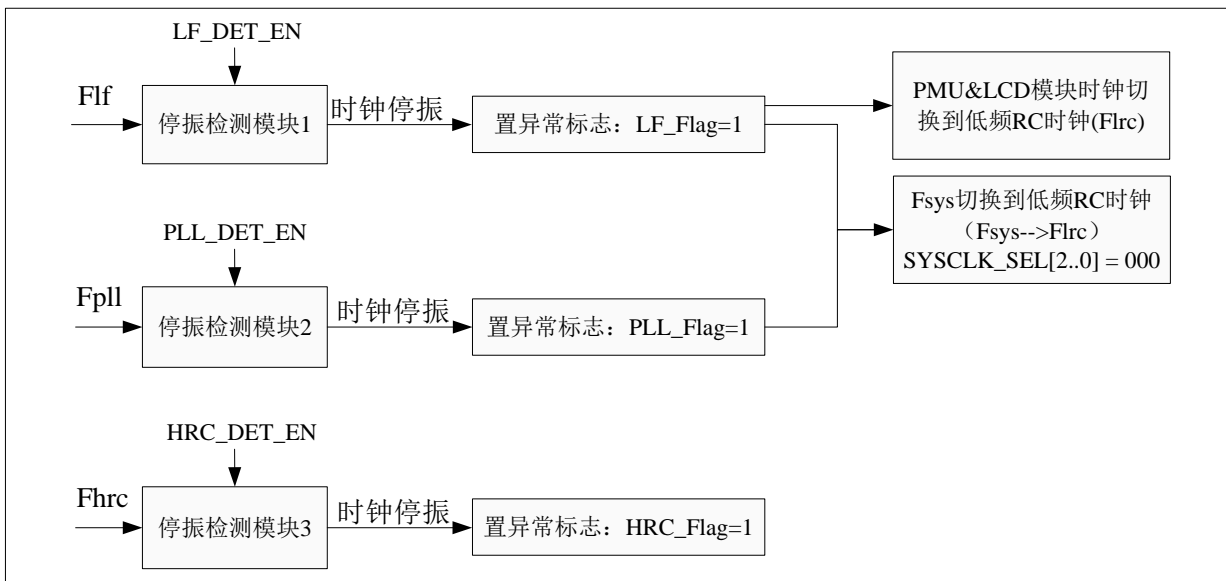 LF_DET_EN
Flf
停振检测模块1
时钟停振
置异常标志：LF_Flag=1
PMU&LCD模块时钟切
换到低频RC时钟(Flrc)
Fsys切换到低频RC时钟
（Fsys-->Flrc）
SYSCLK_SEL[2..0] = 000
PLL_DET_EN
Fpll
停振检测模块2
时钟停振
置异常标志：PLL_Flag=1
HRC_DET_EN
Fhrc
停振检测模块3
时钟停振
置异常标志：HRC_Flag=1